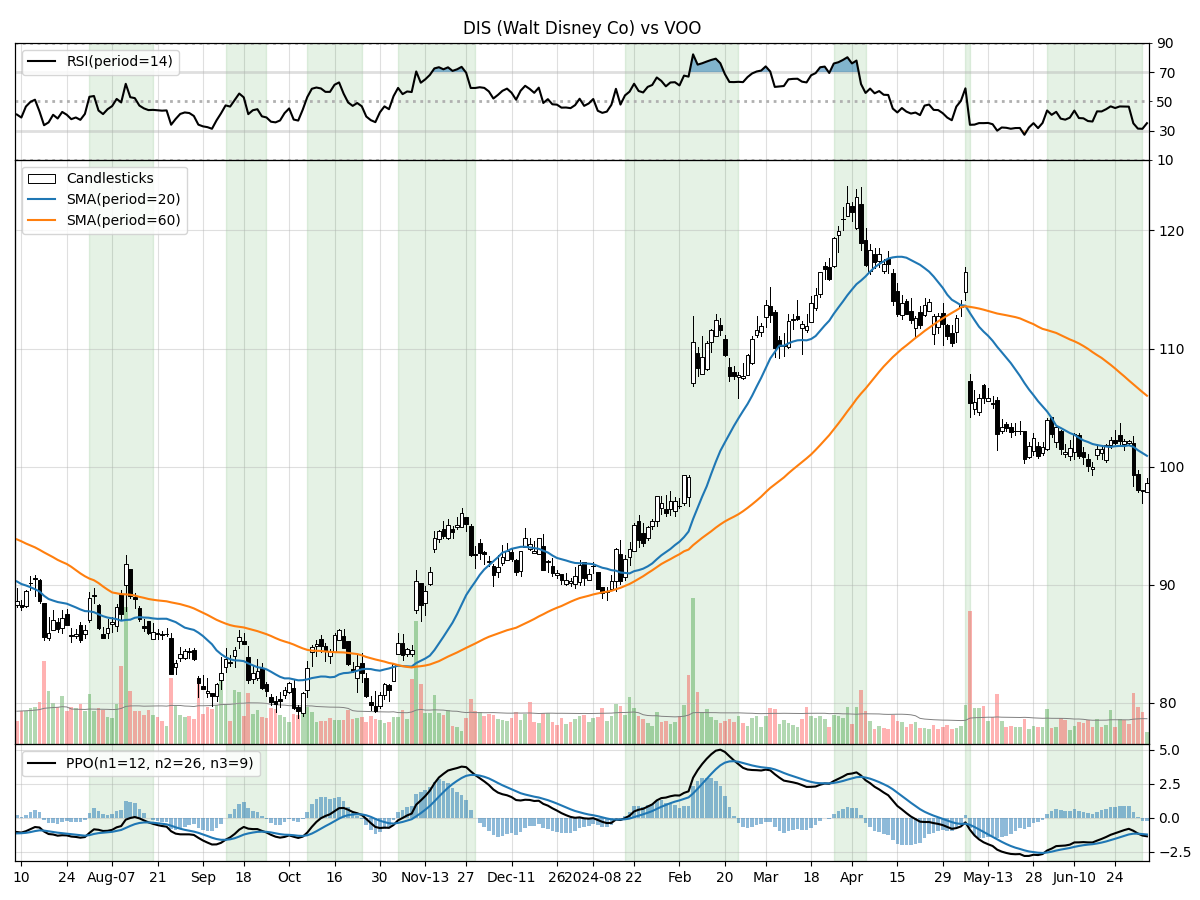 DIS (Walt Disney Co) vs VOO
RSI(period=14)
90
70
50
30
10
Candlesticks
SMA(period=20)
SMA(period=60)
120
110
100
90
80
PPO(n1=12, n2=26, n3=9)
5.0
2.5
0.0
−2.5
10 24 Aug-07 21 Sep 18 Oct 16 30 Nov-13 27 Dec-11 26 2024-08 22 Feb 20 Mar 18 Apr 15 29 May-13 28 Jun-10 24